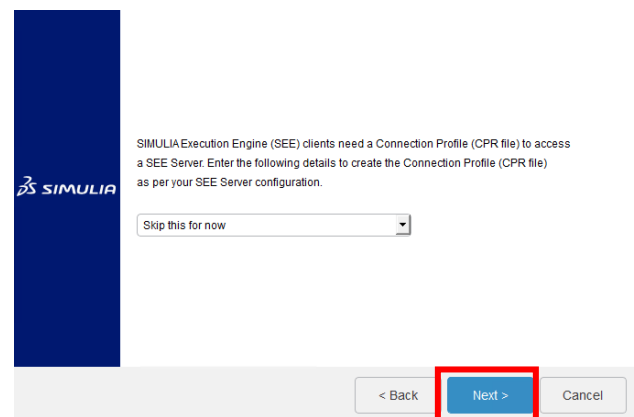 SIMULIA Execution Engine (SEE) clients need a Connection Profile (CPR file) to access
a SEE Server. Enter the following details to create the Connection Profile (CPR file)
as per your SEE Server configuration.
SIMULIA
Skip this for now
< Back
Next >
Cancel